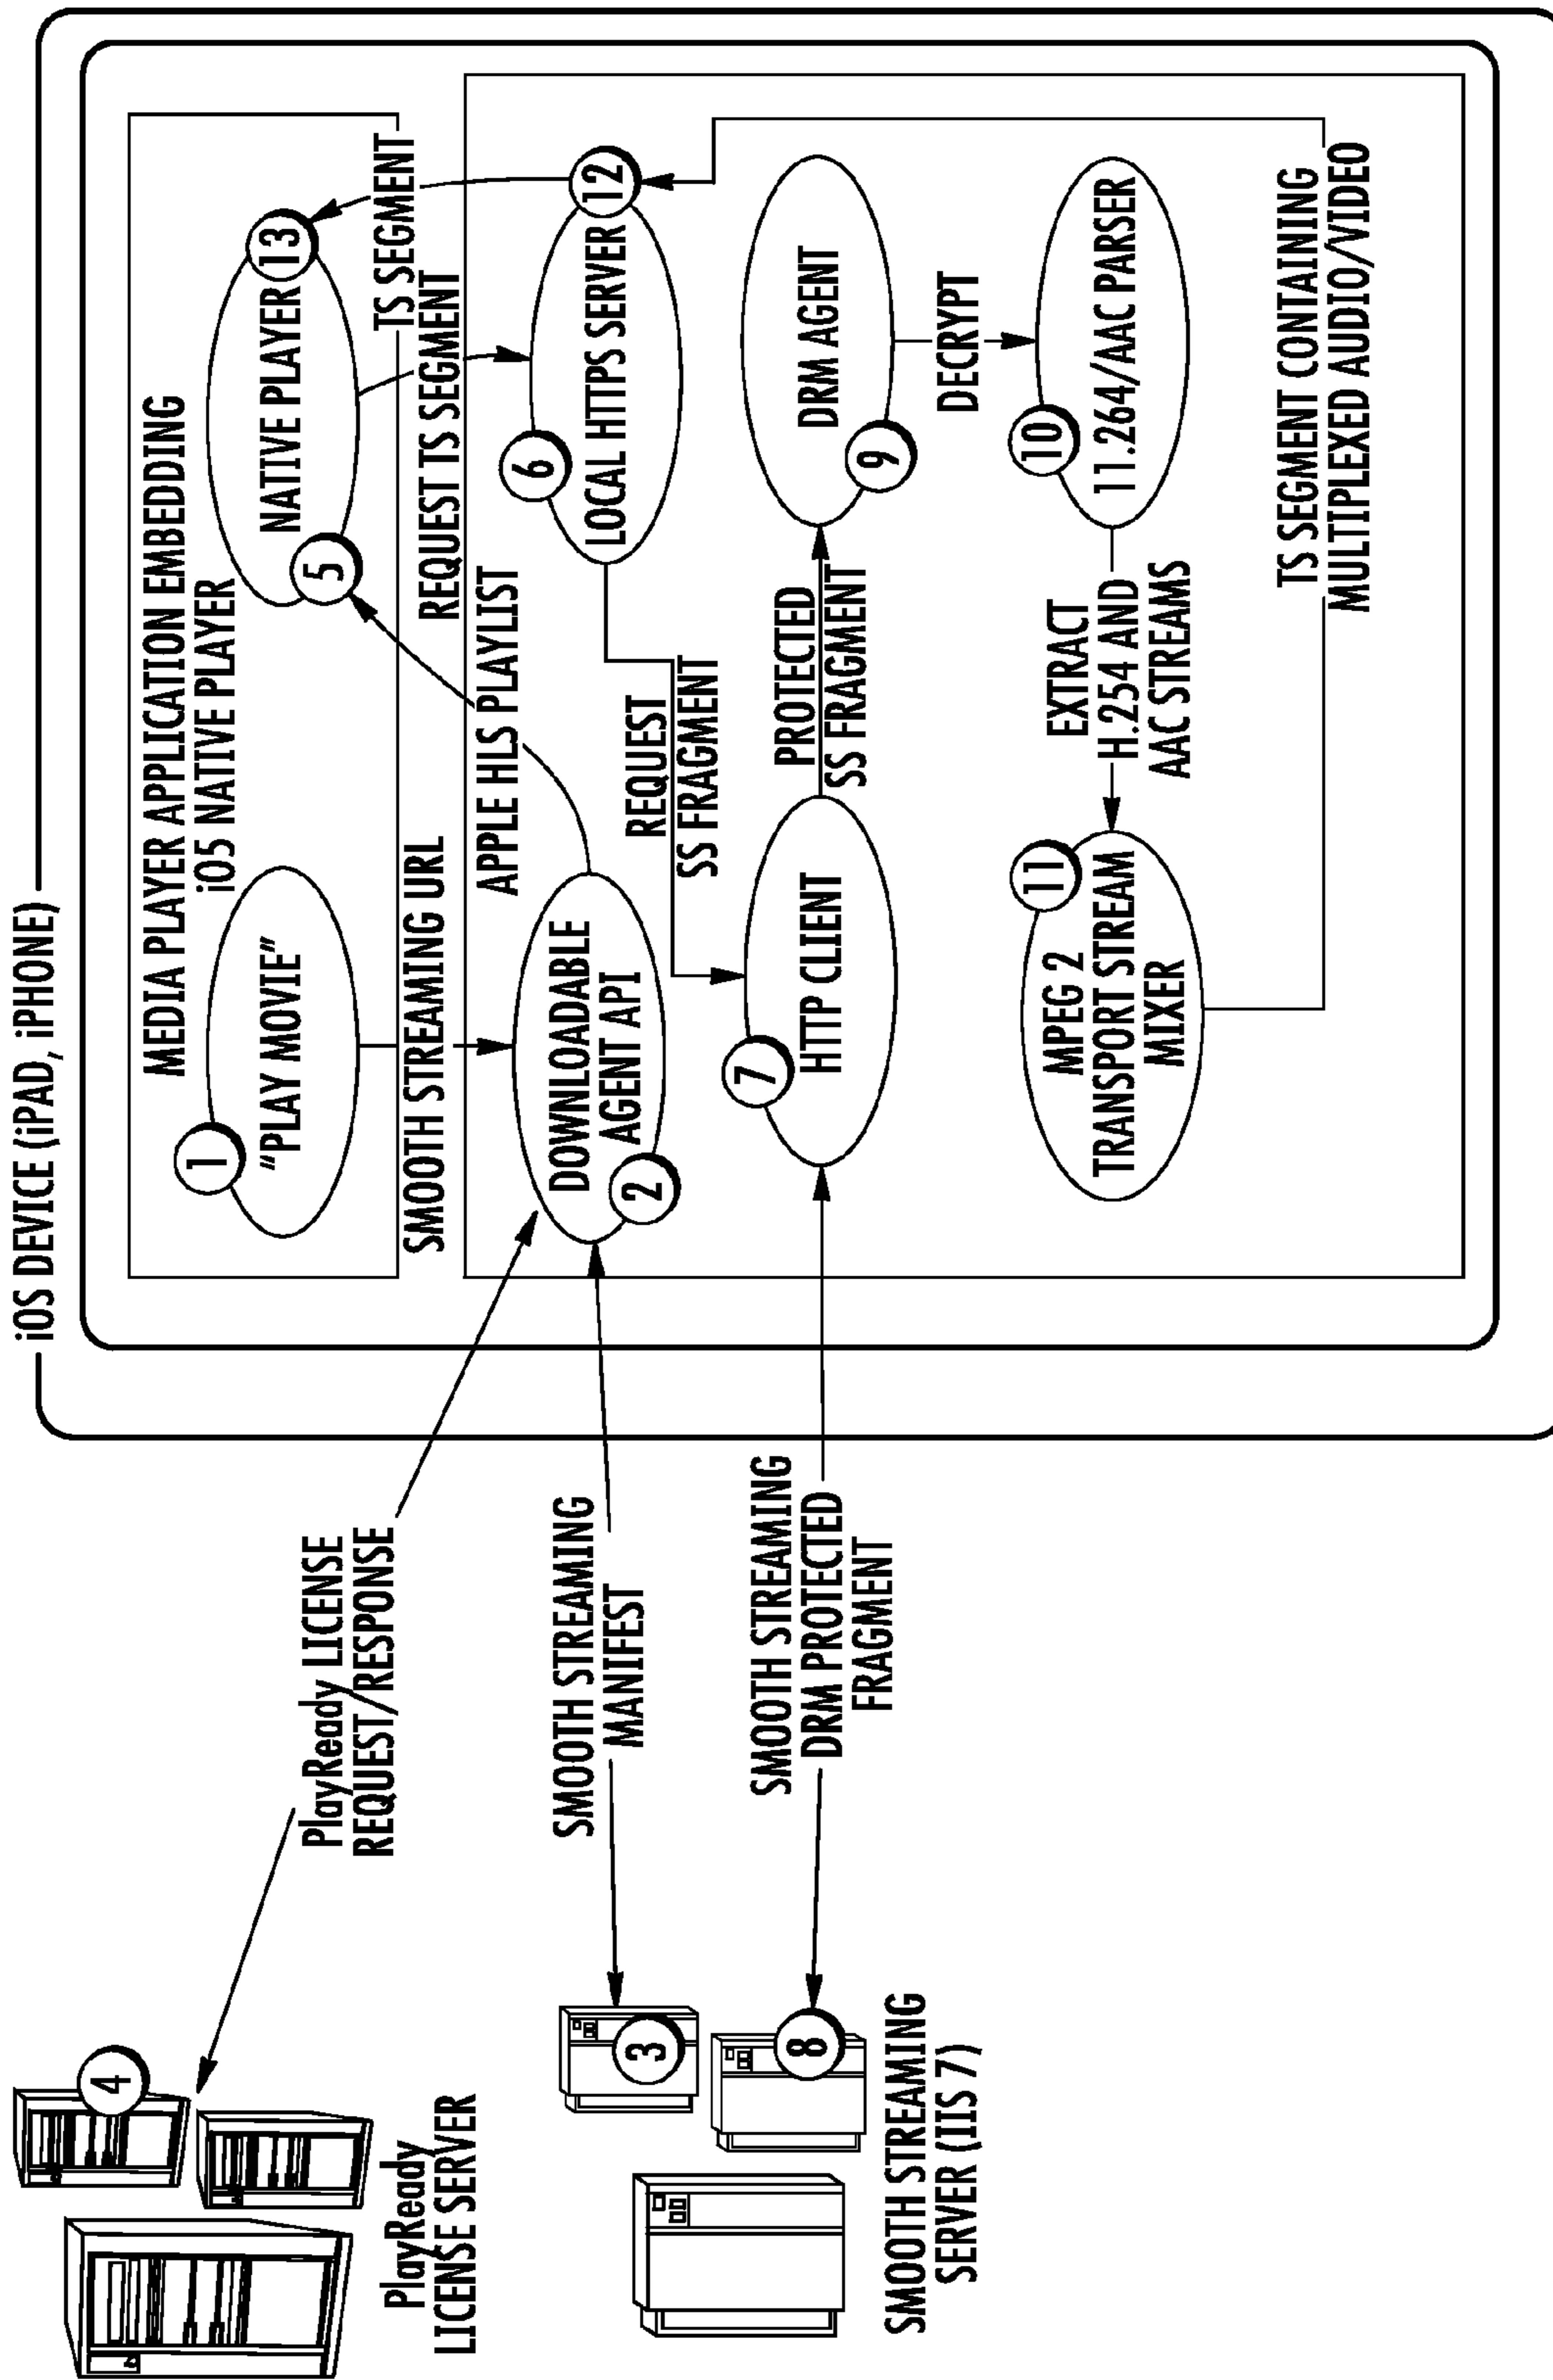 iOS DEVICE (iPAD, iPHONE)
MEDIA PLAYER APPLICATION EMBEDDING
iOS NATIVE PLAYER
1
"PLAY MOVIE"
NATIVE PLAYER
13
5
SMOOTH STREAMING URL
APPLE HLS PLAYLIST
REQUEST TS SEGMENT
TS SEGMENT
DOWNLOADABLE
AGENT API
2
6
LOCAL HTTPS SERVER
12
REQUEST
SS FRAGMENT
7
HTTP CLIENT
PROTECTED
SS FRAGMENT
DRM AGENT
9
DECRYPT
10
11.264/AAC PARSER
EXTRACT
H.254 AND
AAC STREAMS
11
MPEG 2
TRANSPORT STREAM
MIXER
TS SEGMENT CONTAINING
MULTIPLEXED AUDIO/VIDEO
PlayReady LICENSE
REQUEST/RESPONSE
4
PlayReady
LICENSE SERVER
SMOOTH STREAMING
MANIFEST
3
SMOOTH STREAMING
DRM PROTECTED
FRAGMENT
8
SMOOTH STREAMING
SERVER (IIS 7)